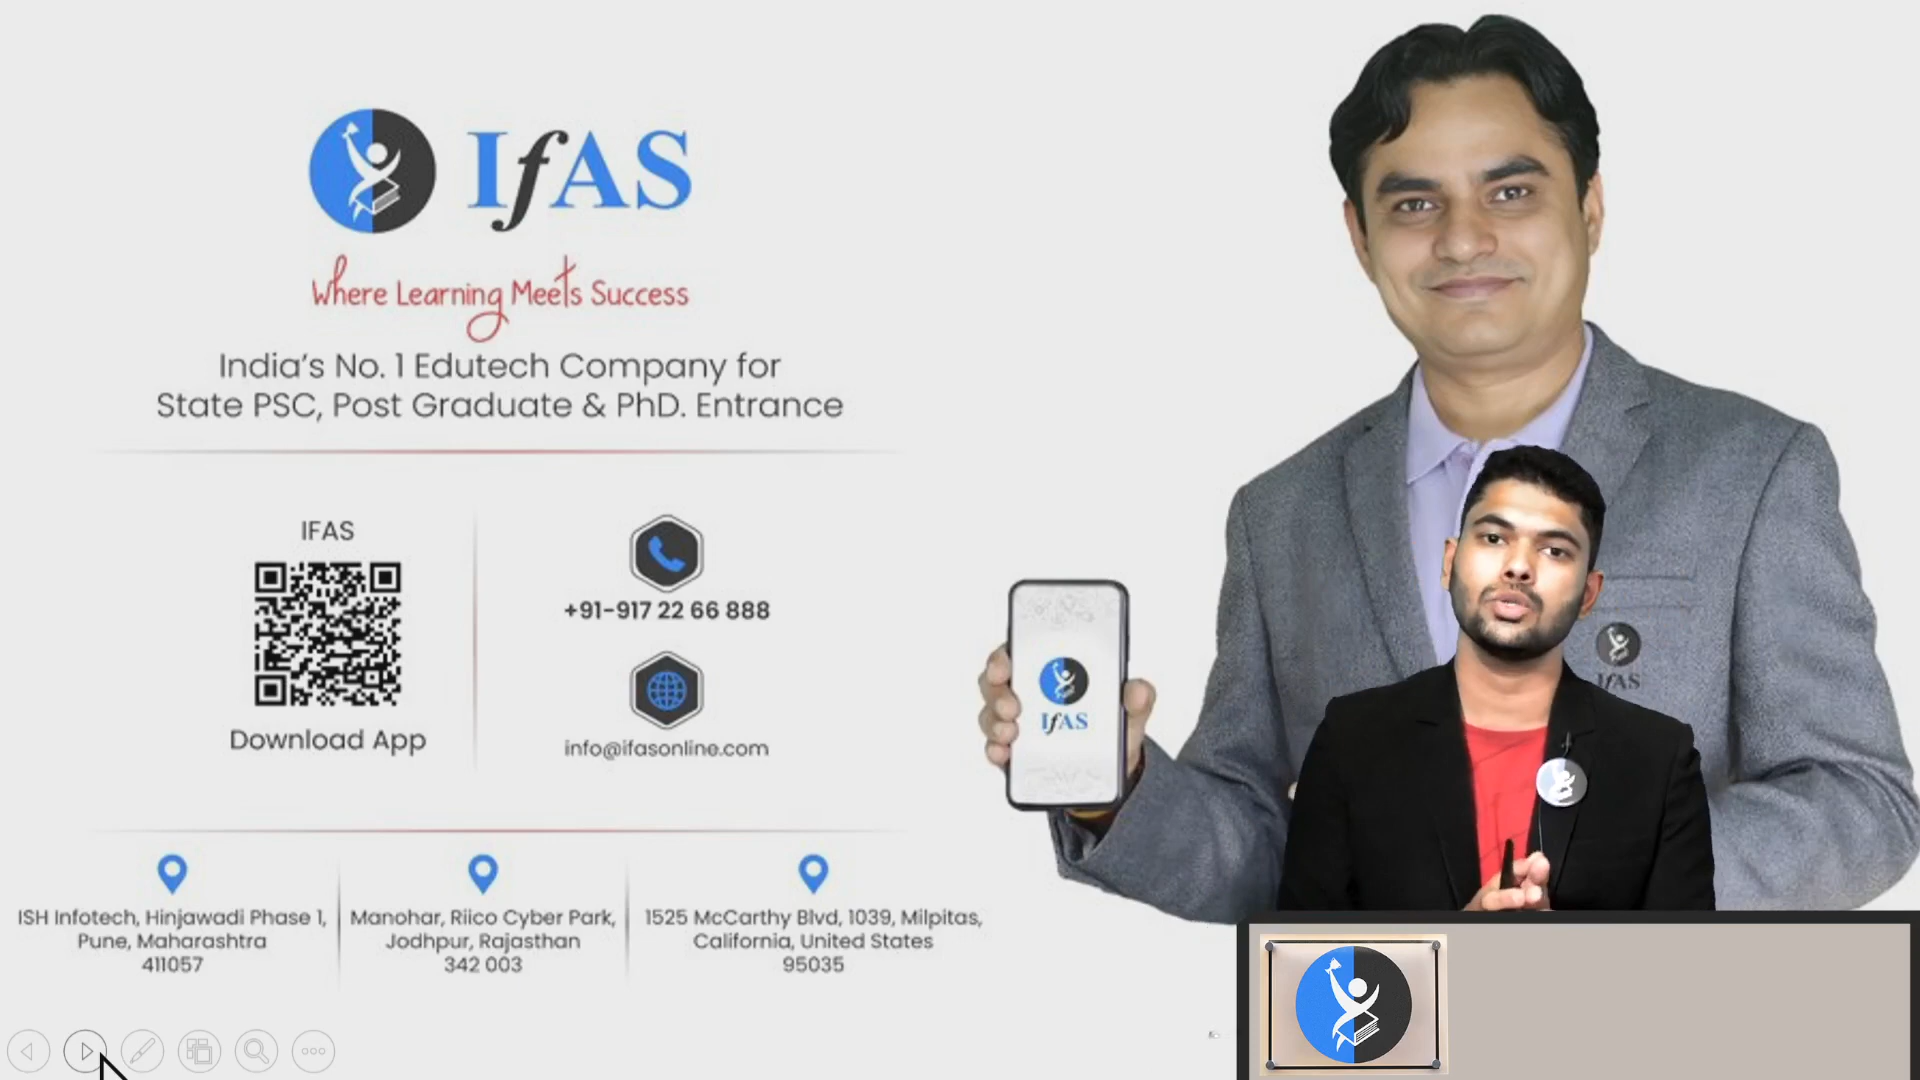 IfAS
Where Learning Meets Success
India's No. 1 Edutech Company for
State PSC, Post Graduate & PhD. Entrance
IFAS
Download App
+91-917 22 66 888
info@ifasonline.com
IfAS
IfAS
ISH Infotech, Hinjawadi Phase 1,
Pune, Maharashtra
411057
Manohar, Riico Cyber Park,
Jodhpur, Rajasthan
342 003
1525 McCarthy Blvd, 1039, Milpitas,
California, United States
95035